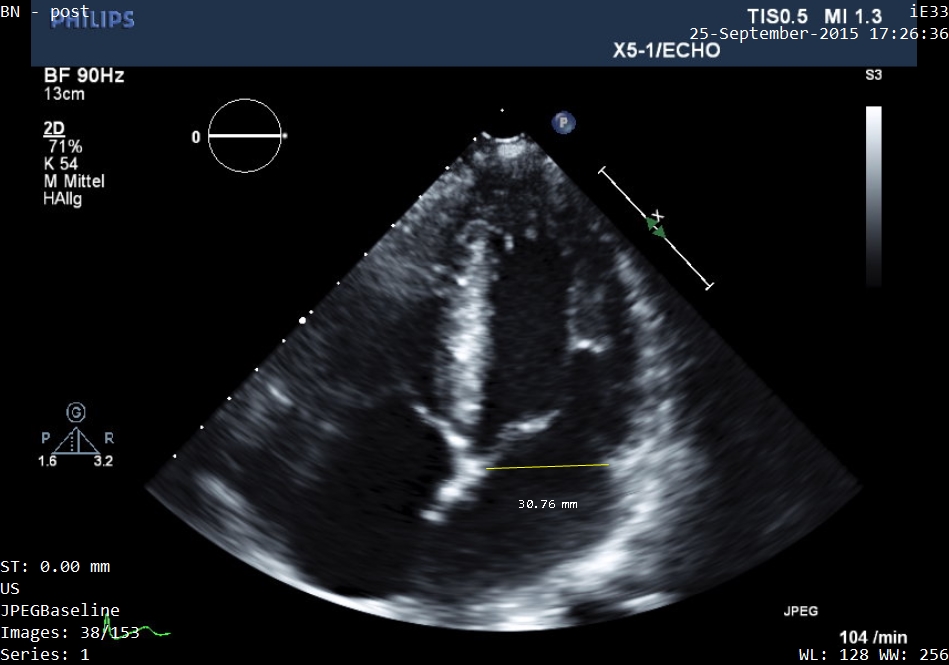 BN - post
PHILIPS
TIS0.5 MI 1.3
iE33
25-September-2015 17:26:36
X5-1/ECHO
BF 90Hz
13cm
S3
2D
71%
K 54
M Mittel
HAllg
0
P
X
G
P R
1.6 3.2
30.76 mm
ST: 0.00 mm
US
JPEGBaseline
Images: 38/153
Series: 1
JPEG
104 /min
WL: 128 WW: 256